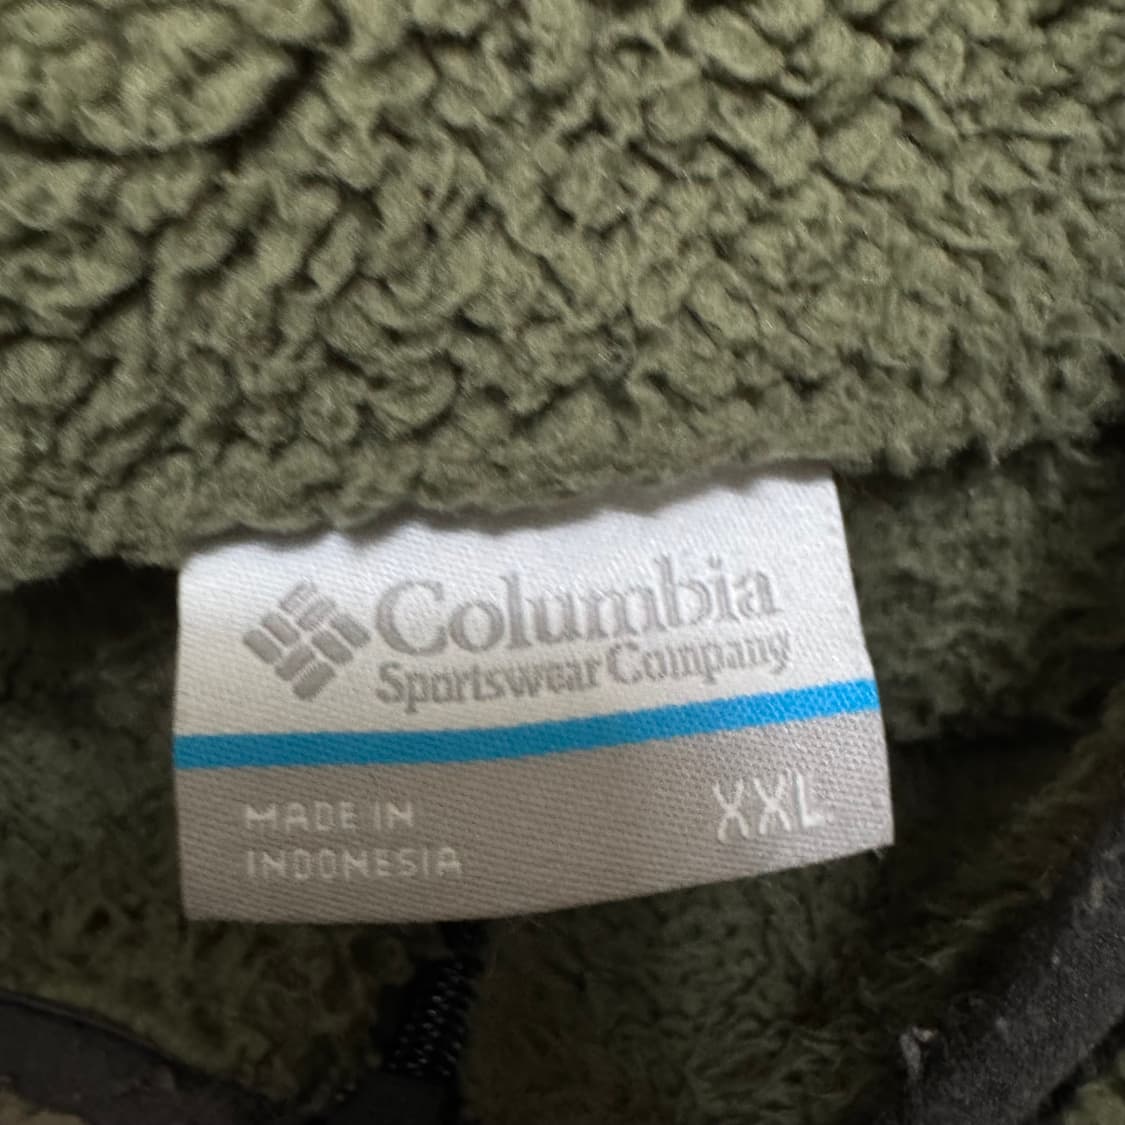 Columbia
Sportswear Company
MADE IN
INDONESIA
XXL